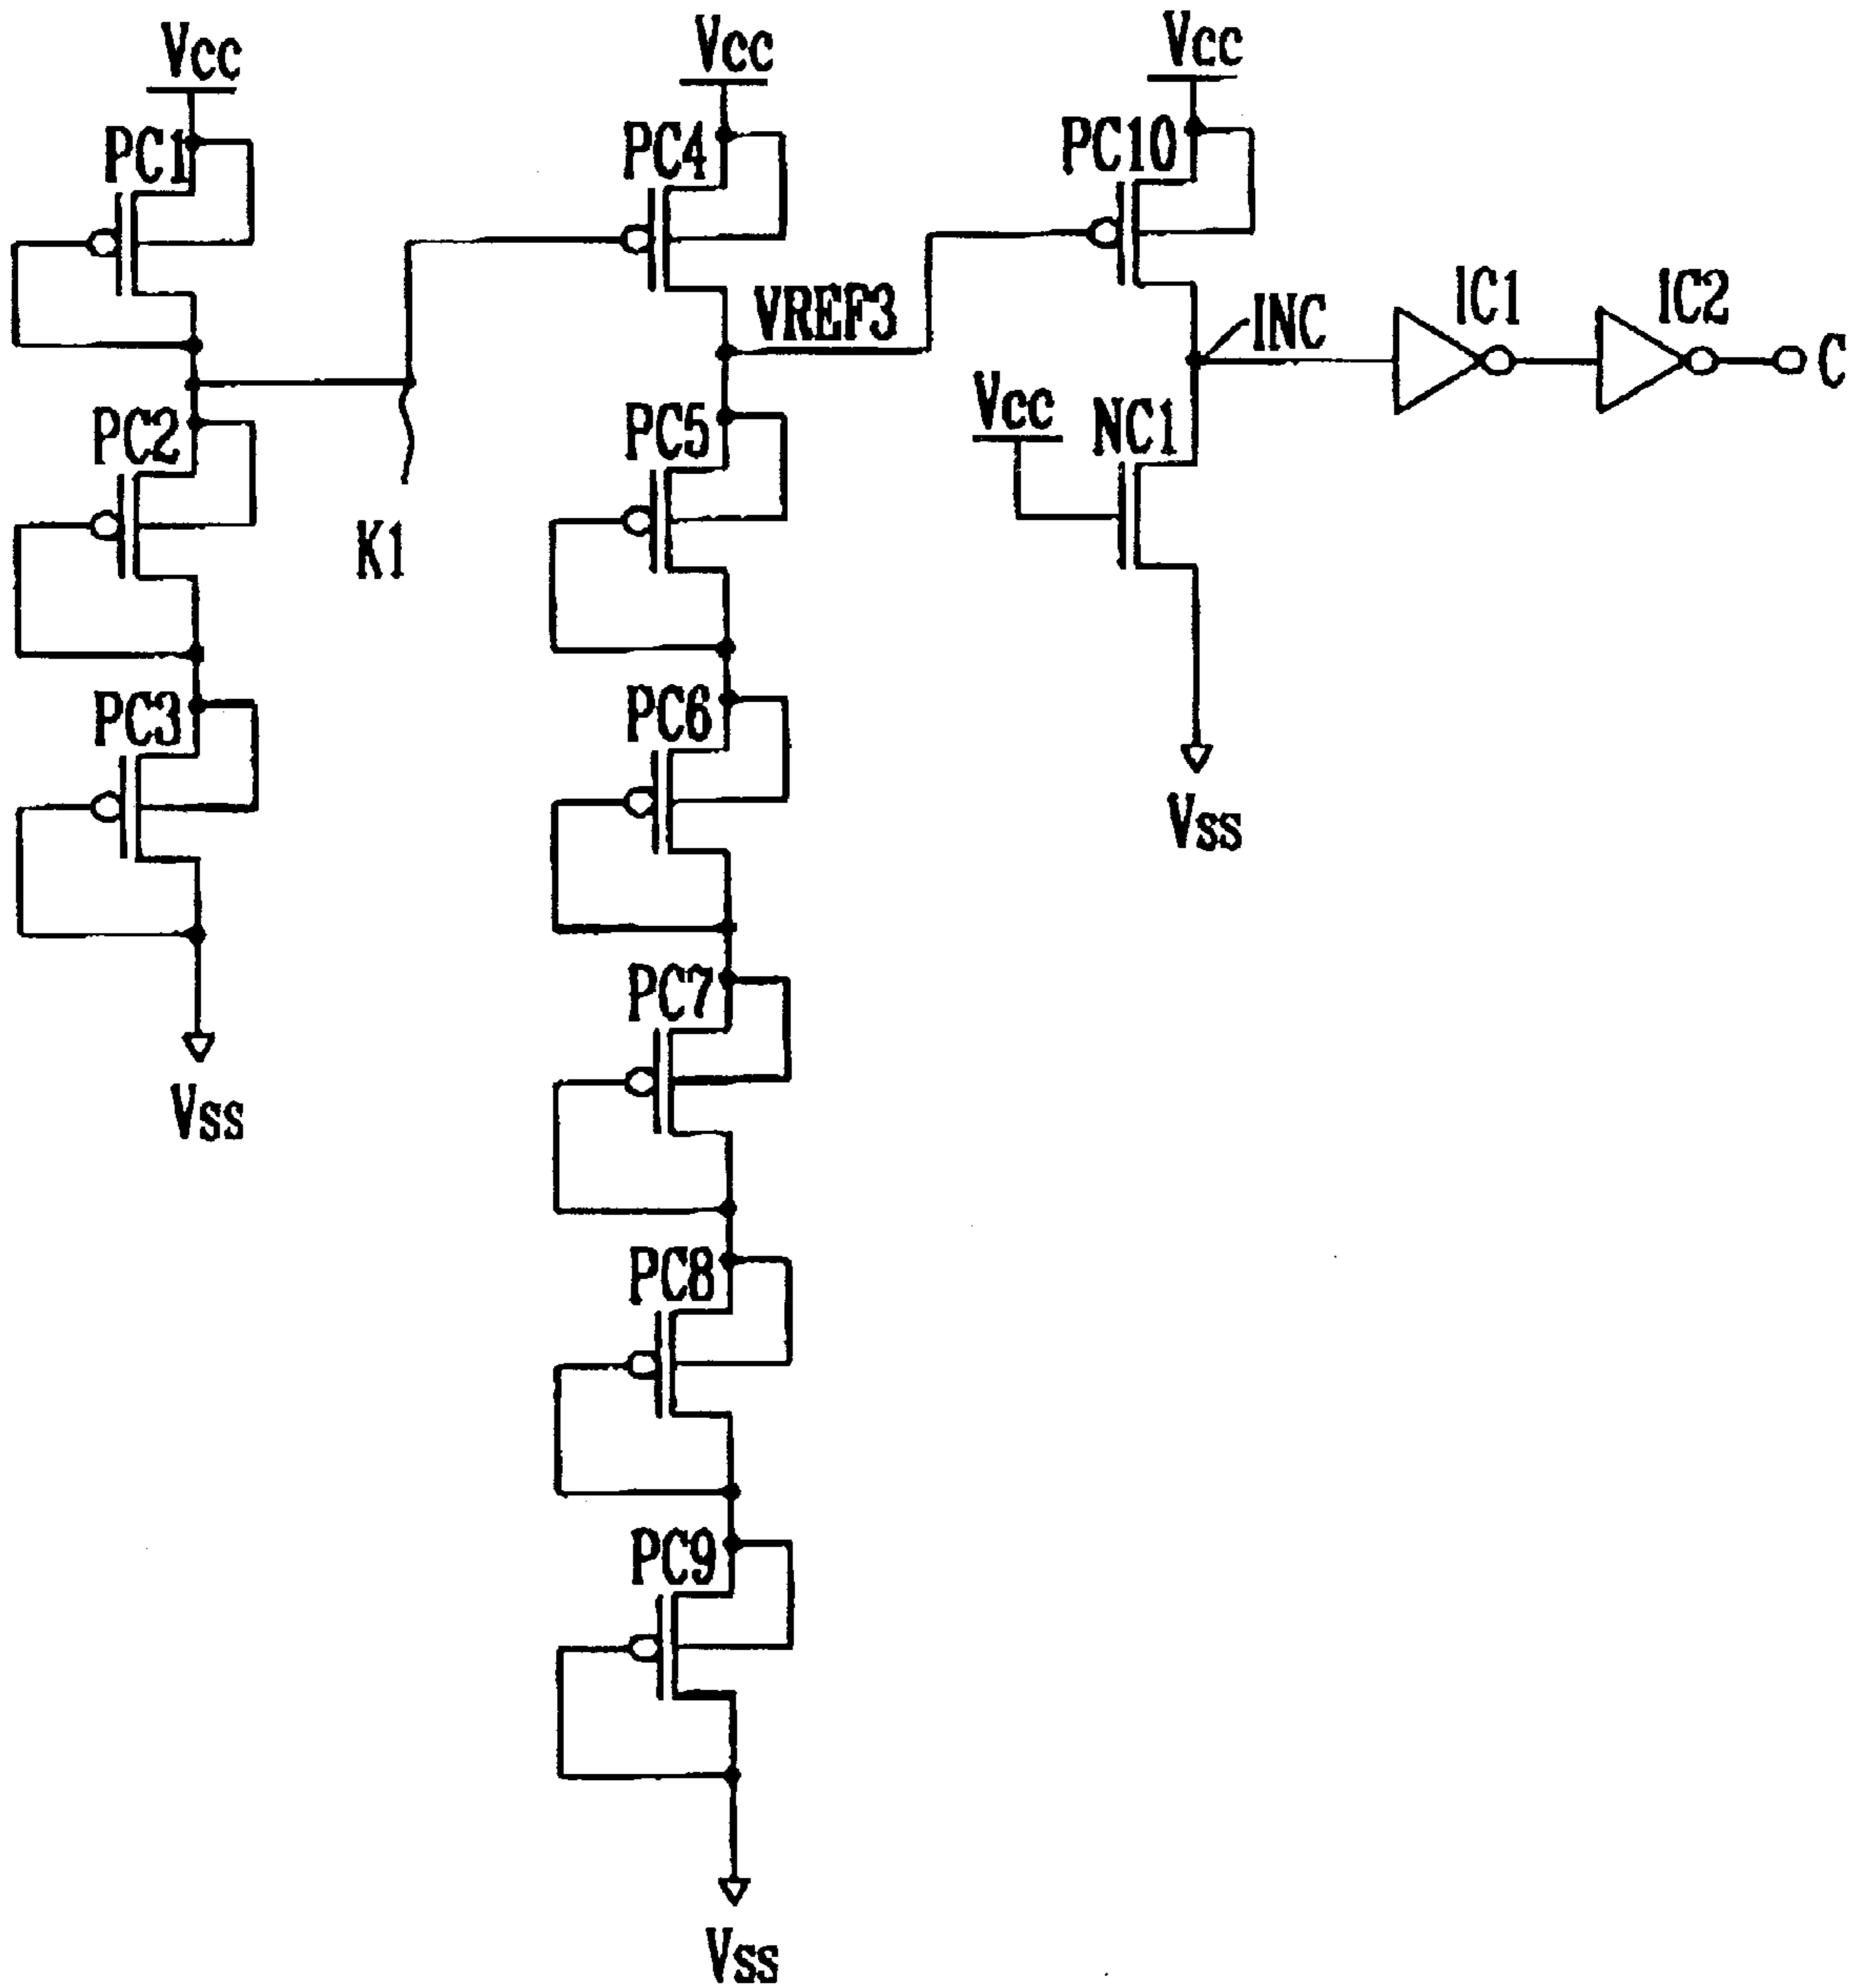 Vcc
Vcc
Vcc
PC1
PC4
PC10
VREF3
INC
IC1
IC2
C
PC2
PC5
Vcc
NC1
K1
PC3
PC6
Vss
PC7
Vss
PC8
PC9
Vss